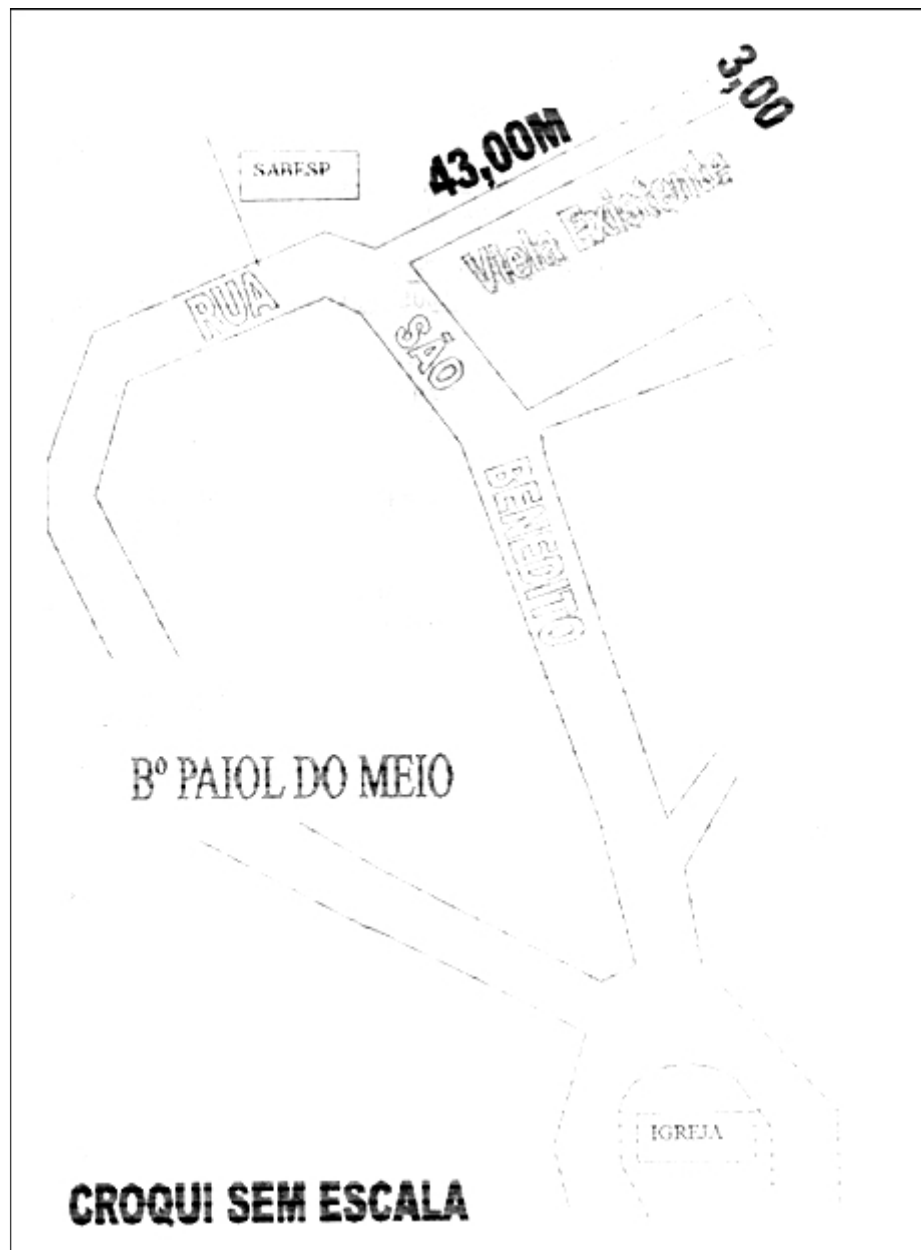 3,00
43,00M
SABESP
Viela Existente
RUA
SÃO
BENEDITO
Bº PAIOL DO MEIO
IGREJA
CROQUI SEM ESCALA